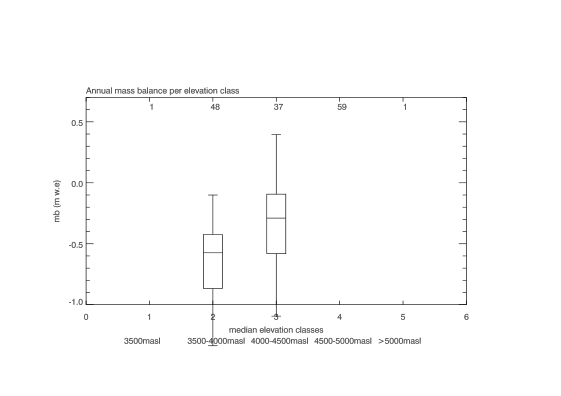 Annual mass balance per elevation class
1 48 37 59 1
0.5
0.0
-0.5
-1.0
mb (m w.e)
0 1 2 3 4 5 6
median elevation classes
3500masl 3500-4000masl 4000-4500masl 4500-5000masl >5000masl